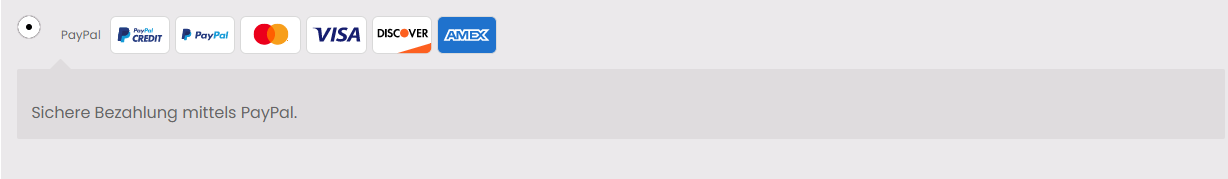 PayPal PayPal CREDIT PayPal VISA DISCOVER AMEX
Sichere Bezahlung mittels PayPal.